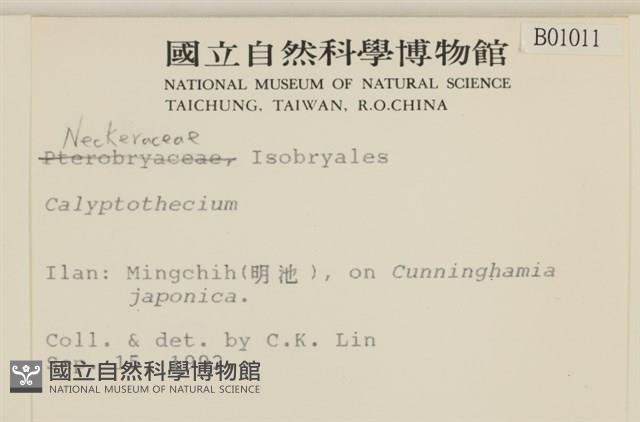 B01011
國立自然科學博物館
NATIONAL MUSEUM OF NATURAL SCIENCE
TAICHUNG, TAIWAN, R.O.CHINA
Neckeraceae
Pterobryaceae, Isobryales
Calyptothecium
Ilan: Mingchih(明池), on Cunninghamia
japonica.
Coll. & det. by C.K. Lin
國立自然科學博物館
NATIONAL MUSEUM OF NATURAL SCIENCE